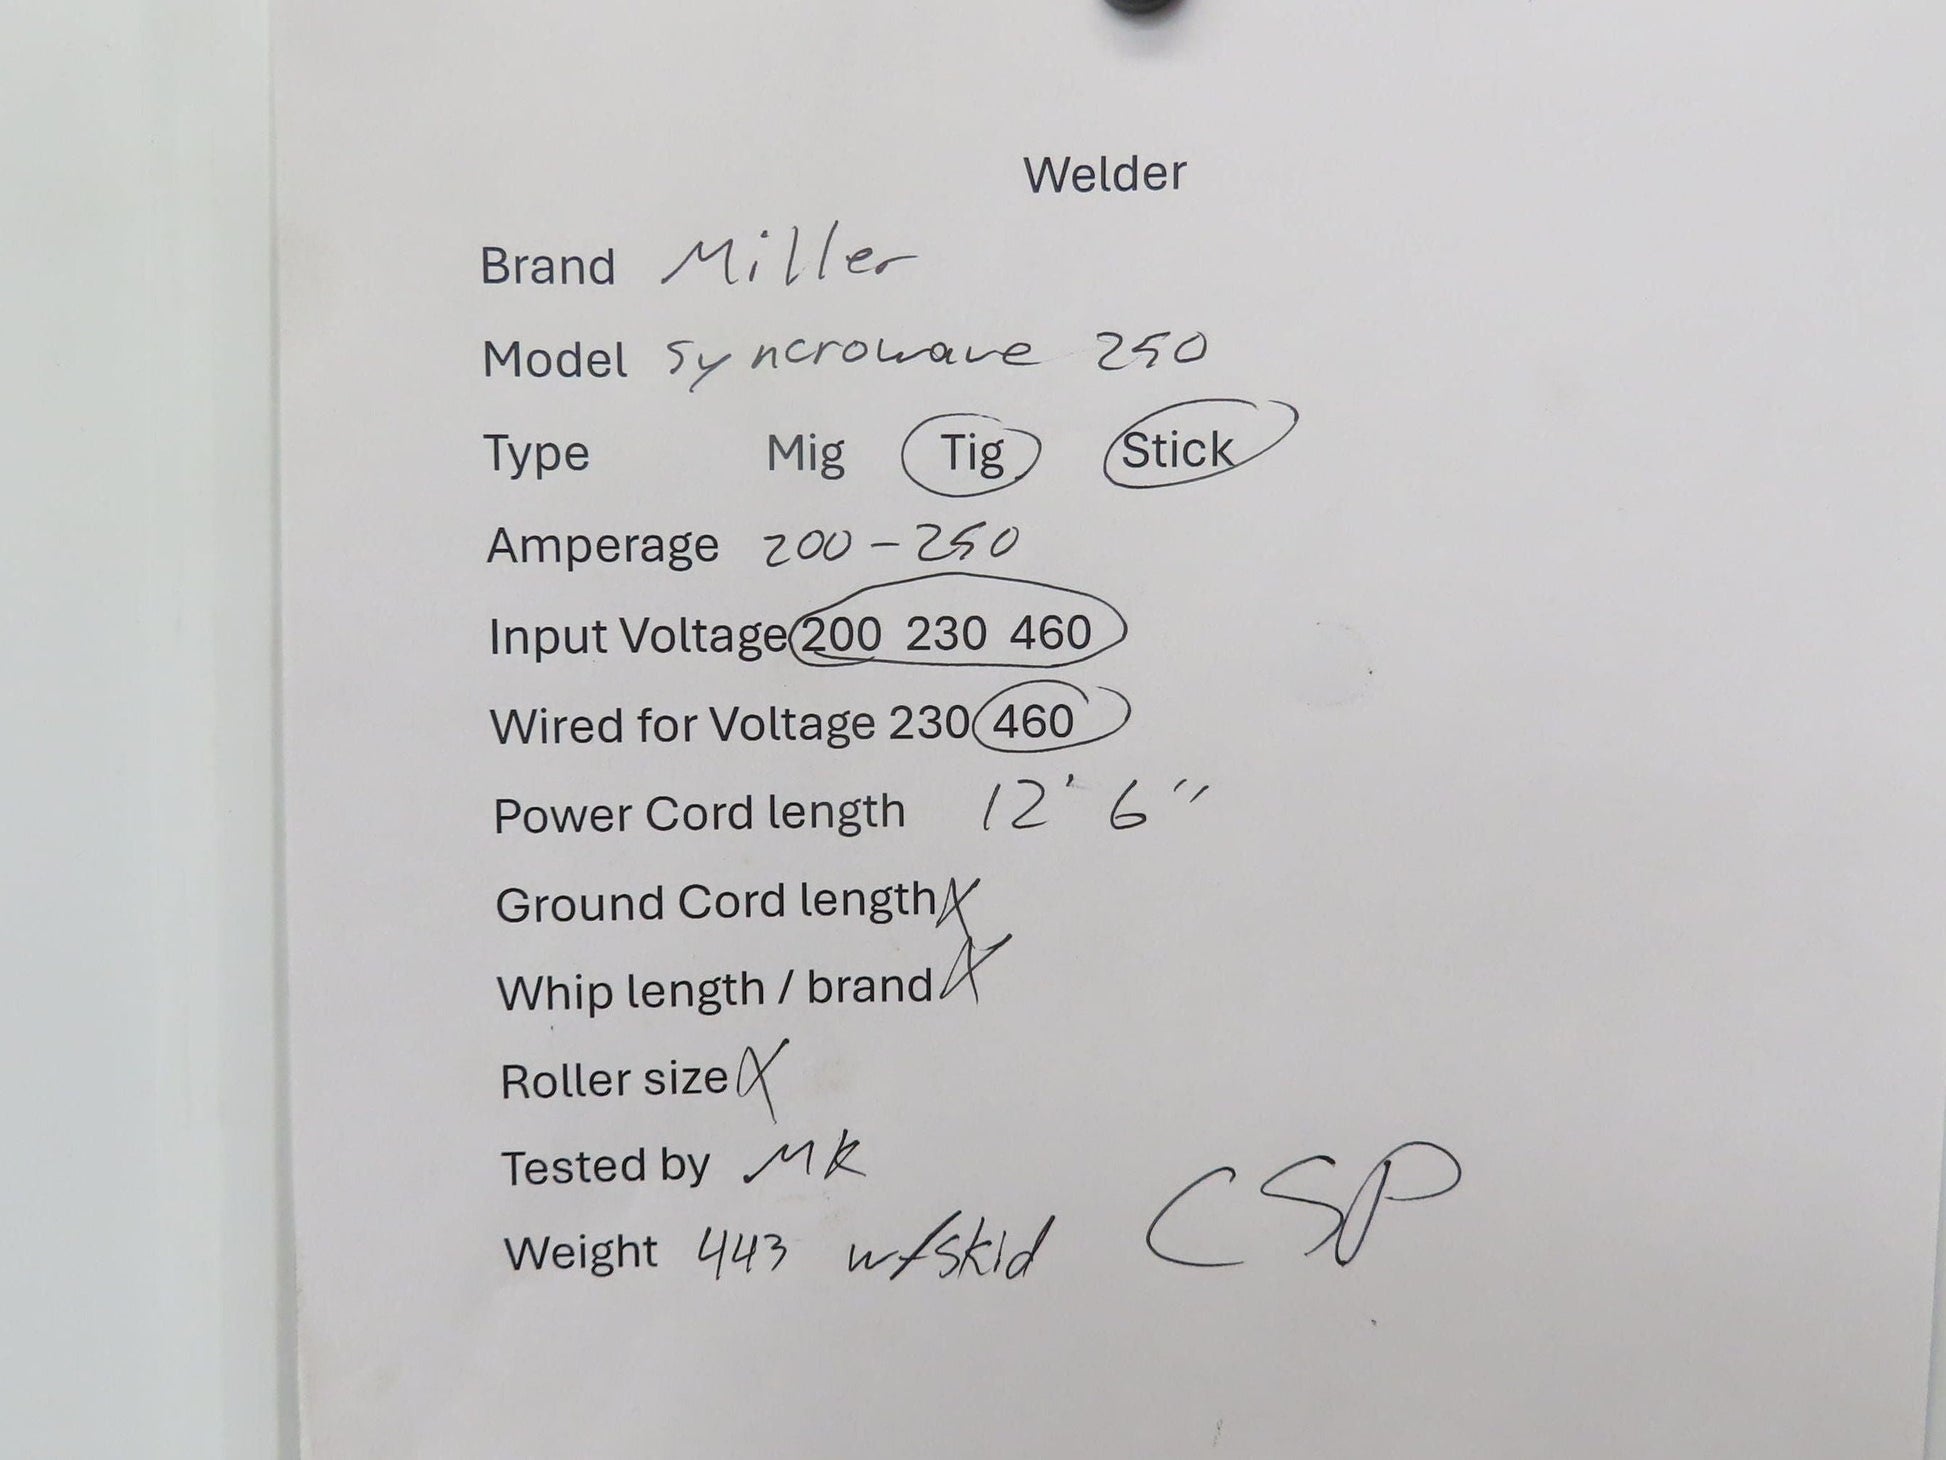 Welder
Brand Miller
Model Syncrowave 250
Type Mig Tig Stick
Amperage 200-250
Input Voltage 200 230 460
Wired for Voltage 230 460
Power Cord length 12' 6"
Ground Cord length X
Whip length / brand X
Roller size X
Tested by MK
Weight 443 w/skid CSP